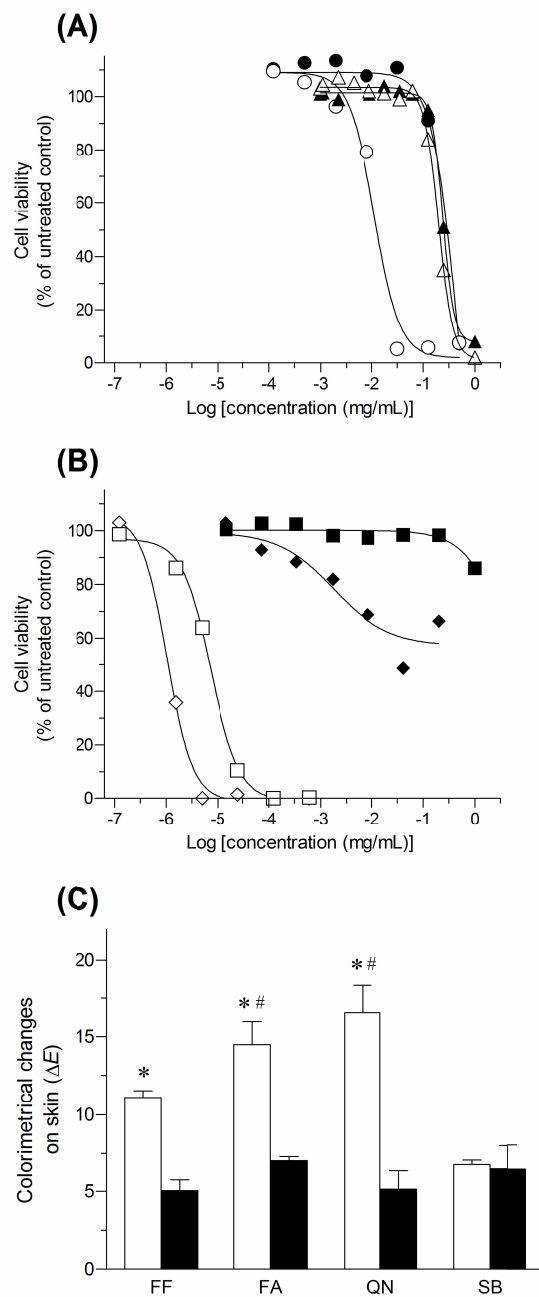 (A)
Cell viability
(% of untreated control)
100
80
60
40
20
0
-7 -6 -5 -4 -3 -2 -1 0
Log [concentration (mg/mL)]
(B)
Cell viability
(% of untreated control)
100
80
60
40
20
0
-7 -6 -5 -4 -3 -2 -1 0
Log [concentration (mg/mL)]
(C)
Colorimetrical changes
on skin (ΔE)
20
15
10
5
0
*
* #
* #
FF FA QN SB